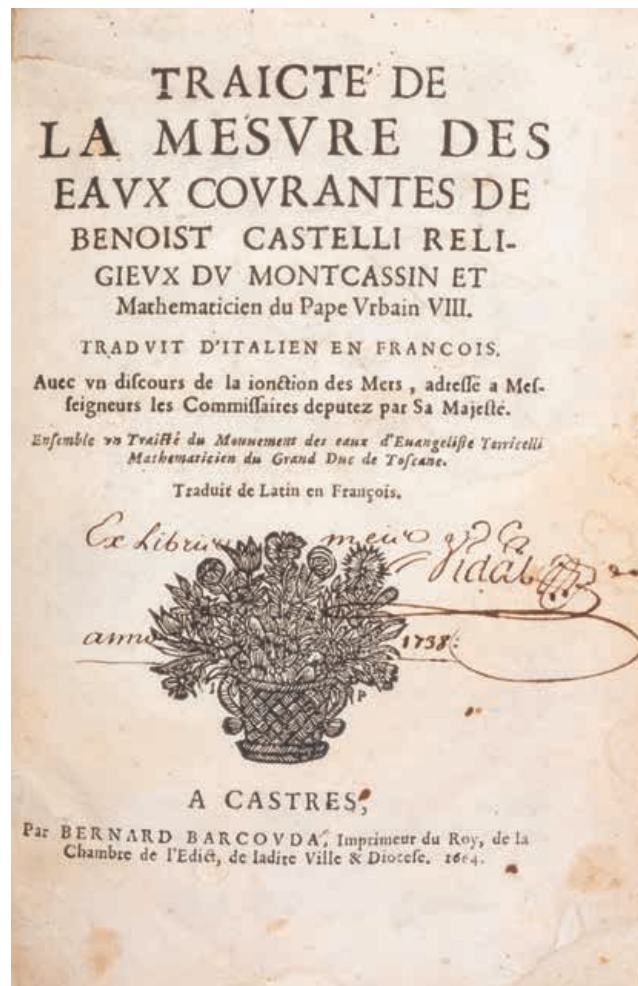 TRAICTE' DE
LA MESVRE DES
EAVX COVRANTES DE
BENOIST CASTELLI RELI-
GIEVX DV MONTCASSIN ET
Mathematicien du Pape Vrbain VIII.
TRADVIT D'ITALIEN EN FRANCOIS.
Auec vn discours de la ionction des Mers, adressé a Mes-
seigneurs les Commissaires deputez par Sa Majesté.
Ensemble vn Traicté du Mouuement des eaux d'Euangeliste Torricelli
Mathematicien du Grand Duc de Toscane.
Traduit de Latin en François.
Ex Libris meis
Vidal
anno 1738:
I P
A CASTRES,
Par BERNARD BARCOVDA, Imprimeur du Roy, de la
Chambre de l'Edict, de ladite Ville & Diocese. 1664.